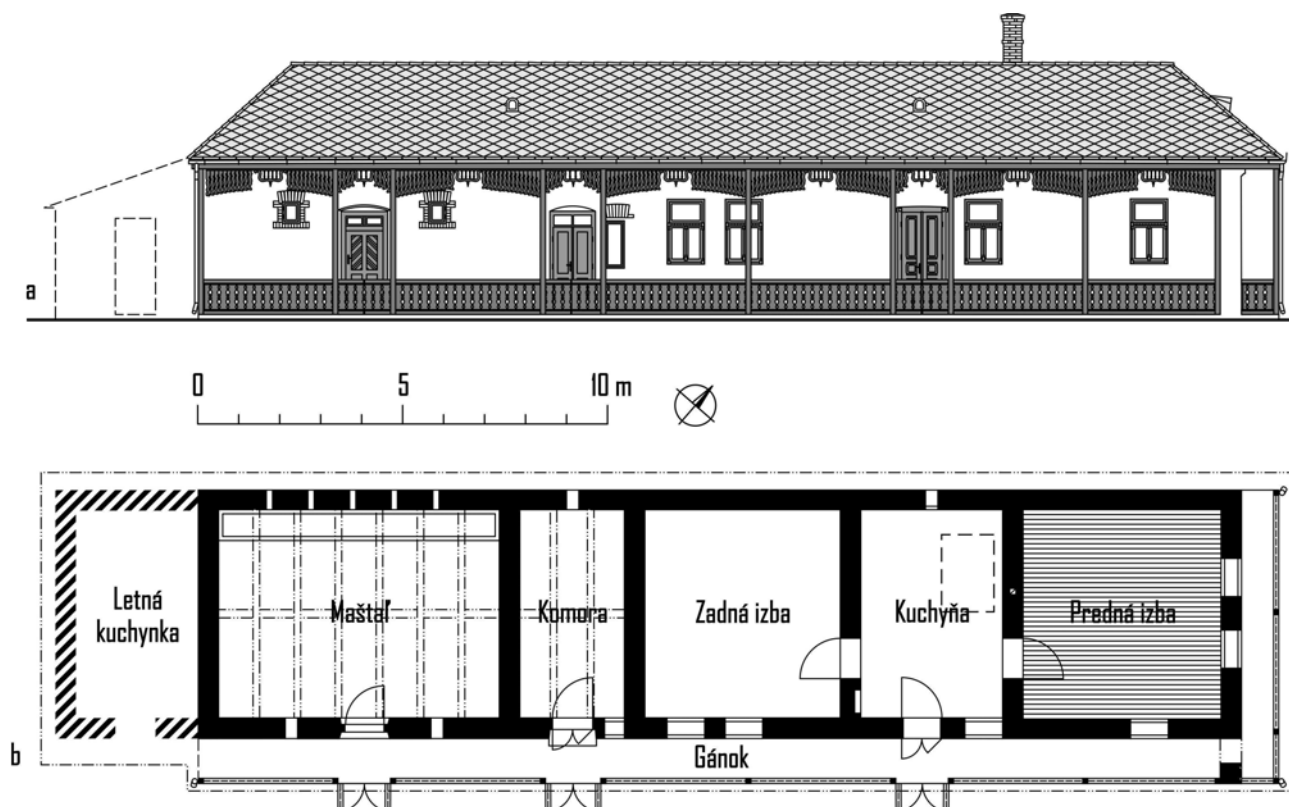 a
0 5 10 m
Letná
kuchynka
Maštaľ
Komora
Zadná izba
Kuchyňa
Predná izba
Gánok
b